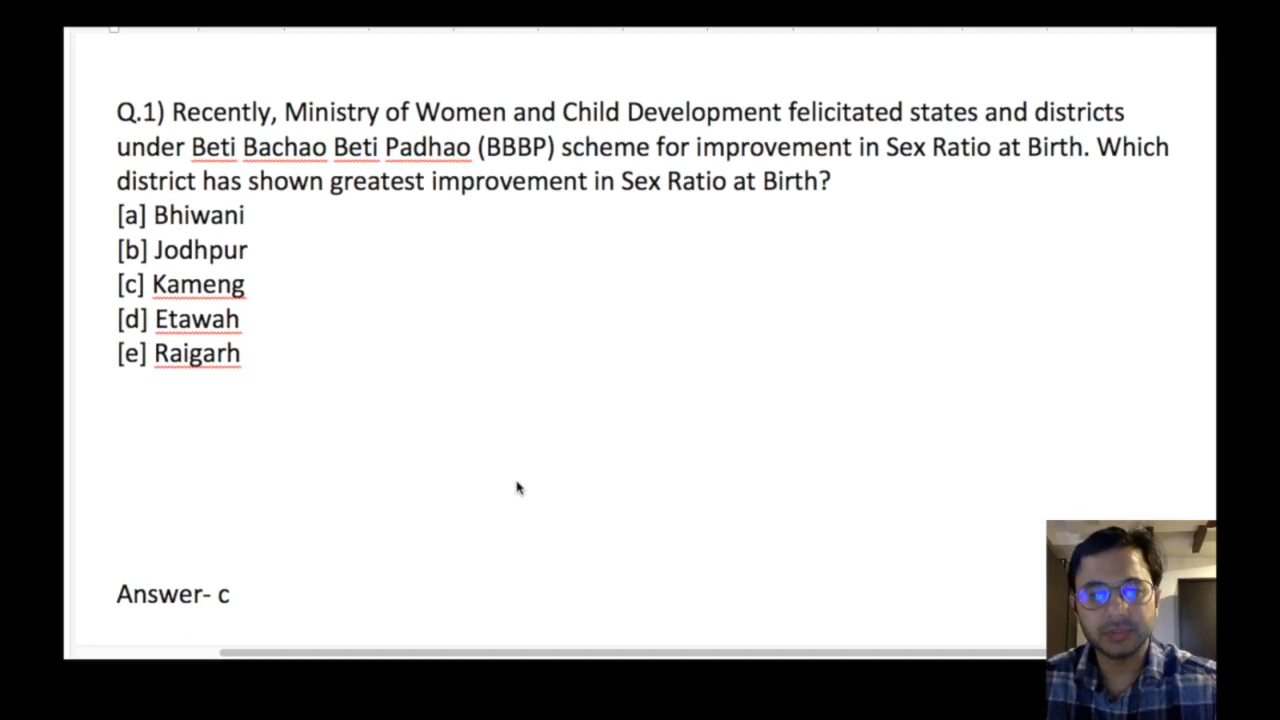 Q.1) Recently, Ministry of Women and Child Development felicitated states and districts
under Beti Bachao Beti Padhao (BBBP) scheme for improvement in Sex Ratio at Birth. Which
district has shown greatest improvement in Sex Ratio at Birth?
[a] Bhiwani
[b] Jodhpur
[c] Kameng
[d] Etawah
[e] Raigarh
Answer- c